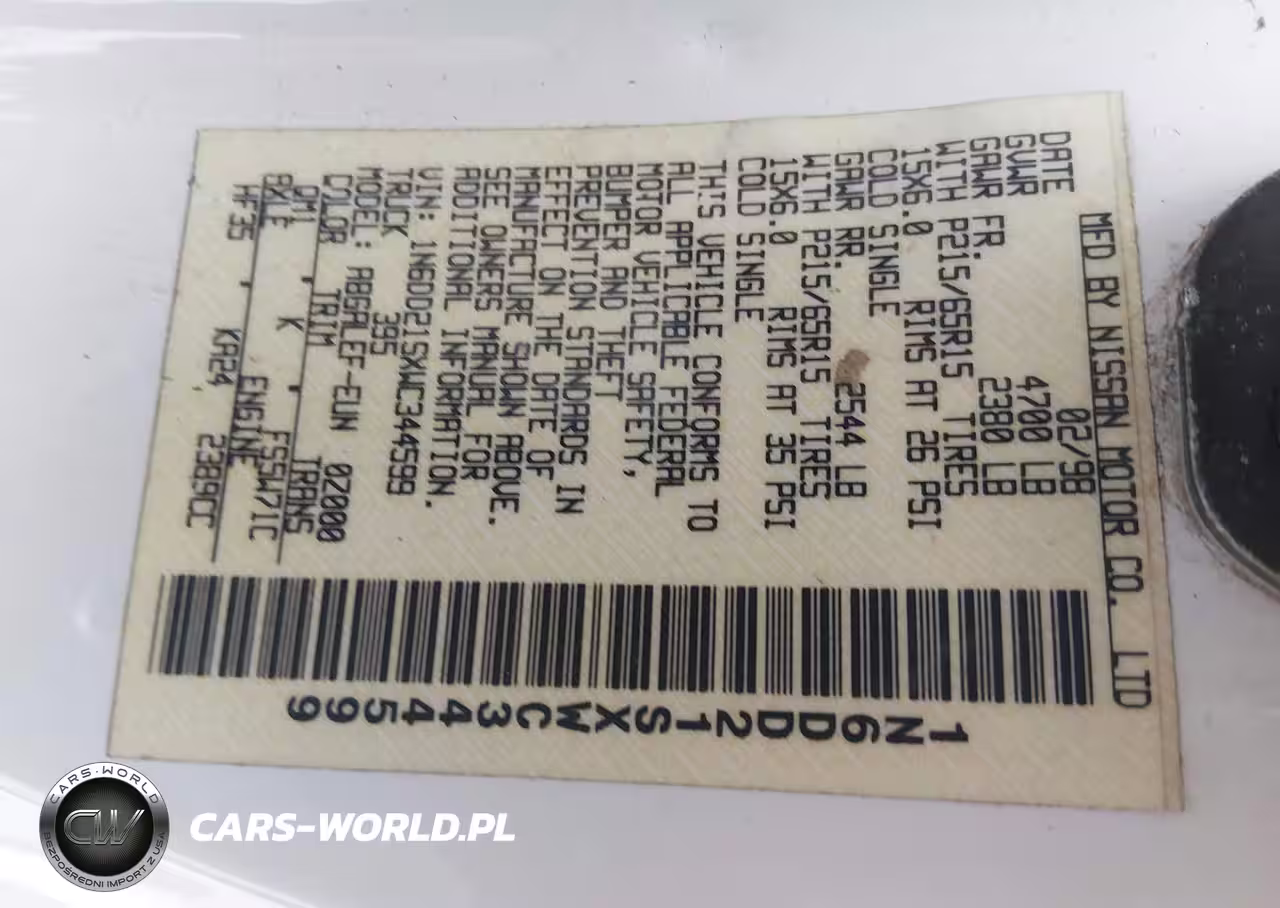 MFD BY NISSAN MOTOR CO., LTD
DATE 02/98
GVWR 4700 LB
GAWR FR. 2380 LB
WITH P215/65R15 TIRES
15X6.0 RIMS AT 26 PSI
COLD SINGLE
GAWR RR. 2544 LB
WITH P215/65R15 TIRES
15X6.0 RIMS AT 35 PSI
COLD SINGLE
THIS VEHICLE CONFORMS TO
ALL APPLICABLE FEDERAL
MOTOR VEHICLE SAFETY,
BUMPER AND THEFT
PREVENTION STANDARDS IN
EFFECT ON THE DATE OF
MANUFACTURE SHOWN ABOVE.
SEE OWNERS MANUAL FOR
ADDITIONAL INFORMATION.
VIN: 1N6DD21SXWC344599
TRUCK 395
MODEL: ABGALEF-EUN 0Z000
COLOR TRIM TRANS
QM1 K FS5W71C
AXLE ENGINE
HF35 KA24 2389CC
1N6DD21SXWC344599
CARS-WORLD
CW
BEZPOŚREDNI IMPORT Z USA
CARS-WORLD.PL